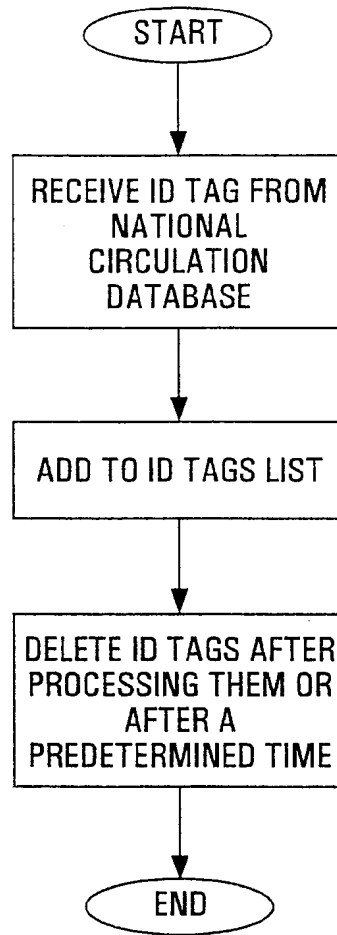 START
RECEIVE ID TAG FROM
NATIONAL
CIRCULATION
DATABASE
ADD TO ID TAGS LIST
DELETE ID TAGS AFTER
PROCESSING THEM OR
AFTER A
PREDETERMINED TIME
END